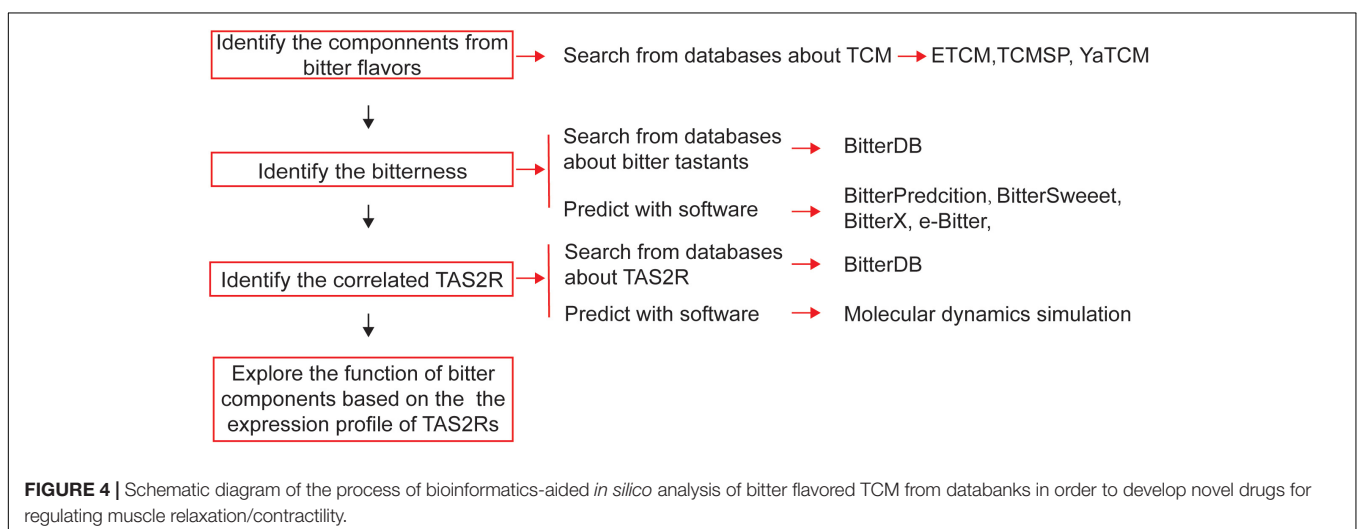 Identify the componnents from
bitter flavors
Search from databases about TCM
ETCM,TCMSP, YaTCM
Identify the bitterness
Search from databases
about bitter tastants
BitterDB
Predict with software
BitterPredcition, BitterSweeet,
BitterX, e-Bitter,
Identify the correlated TAS2R
Search from databases
about TAS2R
BitterDB
Predict with software
Molecular dynamics simulation
Explore the function of bitter
components based on the the
expression profile of TAS2Rs
FIGURE 4 | Schematic diagram of the process of bioinformatics-aided in silico analysis of bitter flavored TCM from databanks in order to develop novel drugs for
regulating muscle relaxation/contractility.